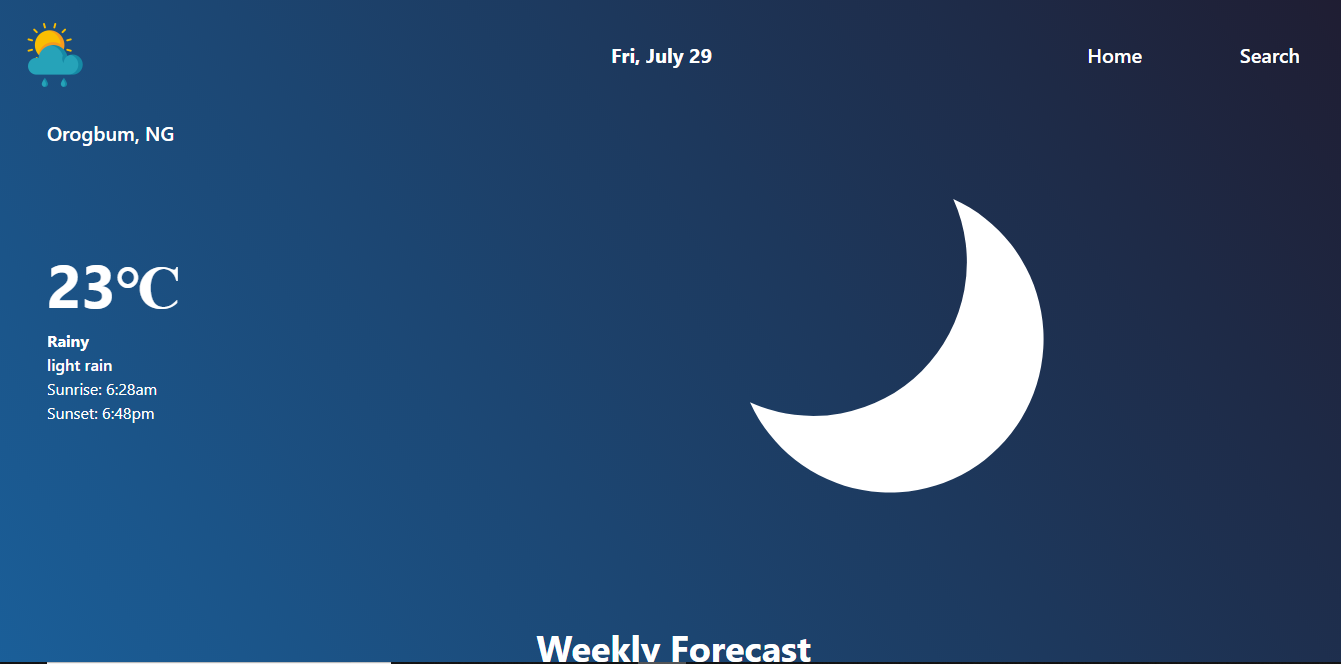 Fri, July 29
Home
Search
Orogbum, NG
23℃
Rainy
light rain
Sunrise: 6:28am
Sunset: 6:48pm
Weekly Forecast